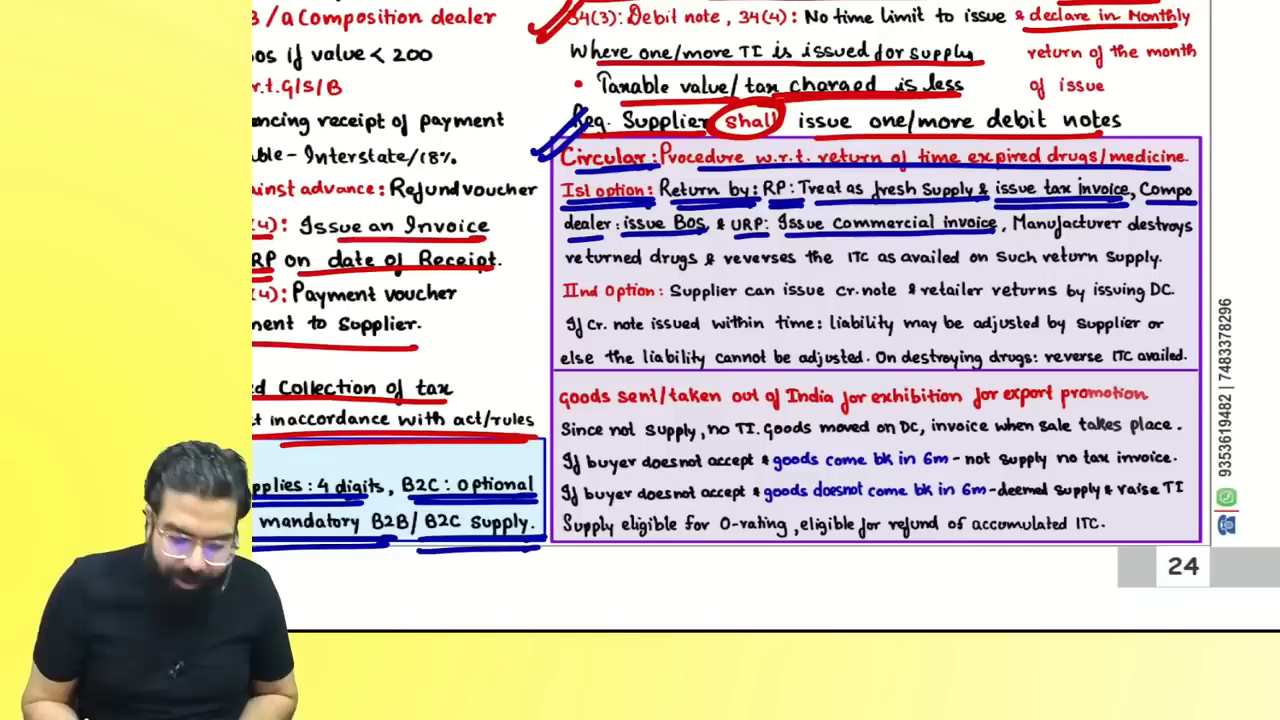 3 / a Composition dealer
os if value < 200
r.t. G/S/B
ncing receipt of payment
ble - Interstate/18%
ainst advance: Refund voucher
(4): Issue an Invoice
RP on date of Receipt.
(4): Payment voucher
ment to Supplier.
ed Collection of tax
t inaccordance with act/rules
pplies: 4 digits, B2C: Optional
mandatory B2B/ B2C supply.
34(3): Debit note, 34(4): No time limit to issue & declare in Monthly
Where one/more TI is issued for supply return of the month
• Taxable value/ tax charged is less of issue
Reg. Supplier shall issue one/more debit notes
Circular: Procedure w.r.t. return of time expired drugs/medicine.
Ist option: Return by: RP: Treat as fresh Supply & issue tax invoice, Compo
dealer: issue BOS & URP: Issue commercial invoice, Manufacturer destroys
returned drugs & reverses the ITC as availed on such return supply.
IInd Option: Supplier can issue cr.note & retailer returns by issuing DC.
If Cr. note issued within time: liability may be adjusted by supplier or
else the liability cannot be adjusted. On destroying drugs: reverse ITC availed.
goods sent/taken out of India for exhibition for export promotion
Since not supply, no TI. Goods moved on DC, invoice when sale takes place.
If buyer doesnot accept & goods come bk in 6m - not supply no tax invoice.
If buyer doesnot accept & goods doesnot come bk in 6m - deemed supply & raise TI
Supply eligible for 0-rating, eligible for refund of accumulated ITC.
9353619482 | 7483378296
24